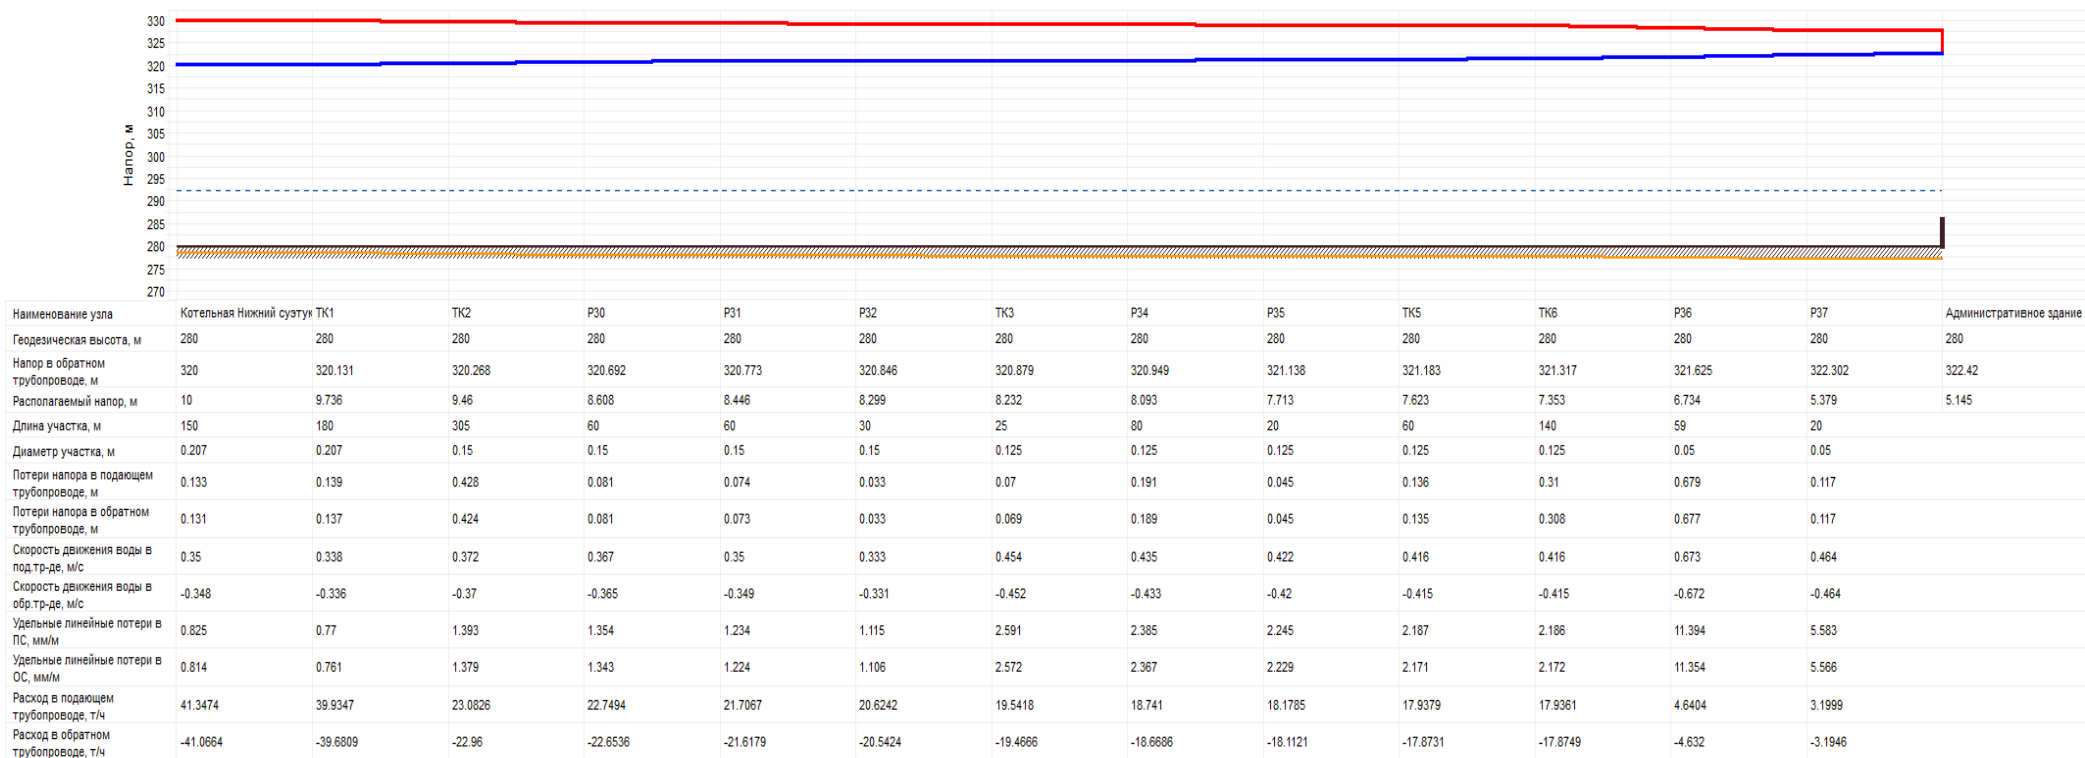 330
325
320
315
310
305
300
295
290
285
280
275
270
Напор, м
Наименование узла Котельная Нижний суэтук ТК1 ТК2 Р30 Р31 Р32 ТК3 Р34 Р35 ТК5 ТК6 Р36 Р37 Административное здание
Геодезическая высота, м 280 280 280 280 280 280 280 280 280 280 280 280 280 280
Напор в обратном
трубопроводе, м 320 320.131 320.268 320.692 320.773 320.846 320.879 320.949 321.138 321.183 321.317 321.625 322.302 322.42
Располагаемый напор, м 10 9.736 9.46 8.608 8.446 8.299 8.232 8.093 7.713 7.623 7.353 6.734 5.379 5.145
Длина участка, м 150 180 305 60 60 30 25 80 20 60 140 59 20
Диаметр участка, м 0.207 0.207 0.15 0.15 0.15 0.15 0.125 0.125 0.125 0.125 0.125 0.05 0.05
Потери напора в подающем
трубопроводе, м 0.133 0.139 0.428 0.081 0.074 0.033 0.07 0.191 0.045 0.136 0.31 0.679 0.117
Потери напора в обратном
трубопроводе, м 0.131 0.137 0.424 0.081 0.073 0.033 0.069 0.189 0.045 0.135 0.308 0.677 0.117
Скорость движения воды в
под.тр-де, м/с 0.35 0.338 0.372 0.367 0.35 0.333 0.454 0.435 0.422 0.416 0.416 0.673 0.464
Скорость движения воды в
обр.тр-де, м/с -0.348 -0.336 -0.37 -0.365 -0.349 -0.331 -0.452 -0.433 -0.42 -0.415 -0.415 -0.672 -0.464
Удельные линейные потери в
ПС, мм/м 0.825 0.77 1.393 1.354 1.234 1.115 2.591 2.385 2.245 2.187 2.186 11.394 5.583
Удельные линейные потери в
ОС, мм/м 0.814 0.761 1.379 1.343 1.224 1.106 2.572 2.367 2.229 2.171 2.172 11.354 5.566
Расход в подающем
трубопроводе, т/ч 41.3474 39.9347 23.0826 22.7494 21.7067 20.6242 19.5418 18.741 18.1785 17.9379 17.9361 4.6404 3.1999
Расход в обратном
трубопроводе, т/ч -41.0664 -39.6809 -22.96 -22.6536 -21.6179 -20.5424 -19.4666 -18.6686 -18.1121 -17.8731 -17.8749 -4.632 -3.1946